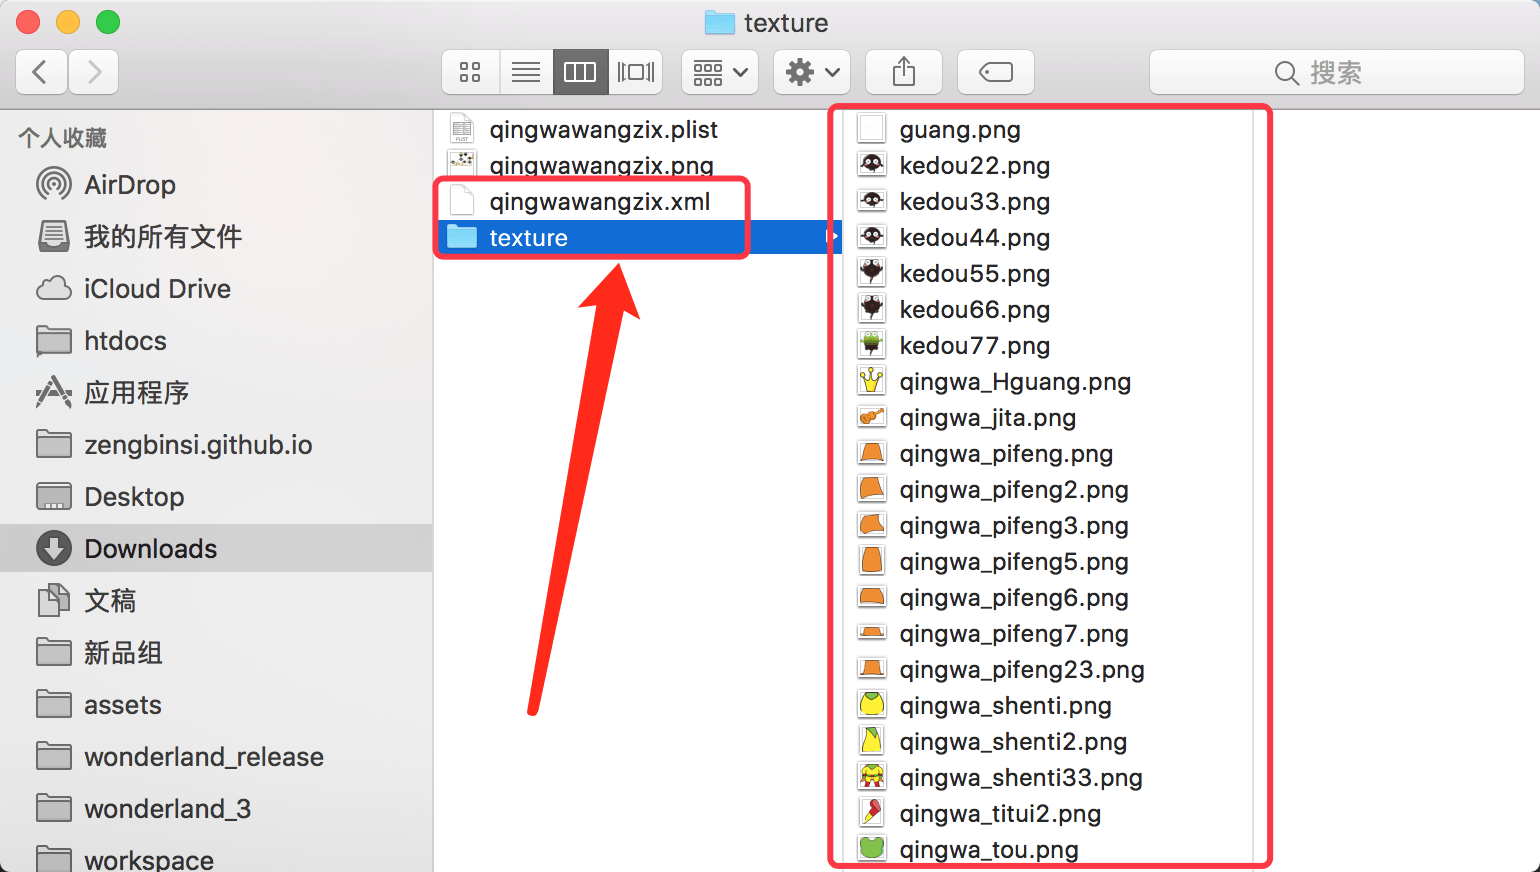 texture
搜索
个人收藏
AirDrop
我的所有文件
iCloud Drive
htdocs
应用程序
zengbinsi.github.io
Desktop
Downloads
文稿
新品组
assets
wonderland_release
wonderland_3
workspace
qingwawangzix.plist
qingwawangzix.png
qingwawangzix.xml
texture
guang.png
kedou22.png
kedou33.png
kedou44.png
kedou55.png
kedou66.png
kedou77.png
qingwa_Hguang.png
qingwa_jita.png
qingwa_pifeng.png
qingwa_pifeng2.png
qingwa_pifeng3.png
qingwa_pifeng5.png
qingwa_pifeng6.png
qingwa_pifeng7.png
qingwa_pifeng23.png
qingwa_shenti.png
qingwa_shenti2.png
qingwa_shenti33.png
qingwa_titui2.png
qingwa_tou.png